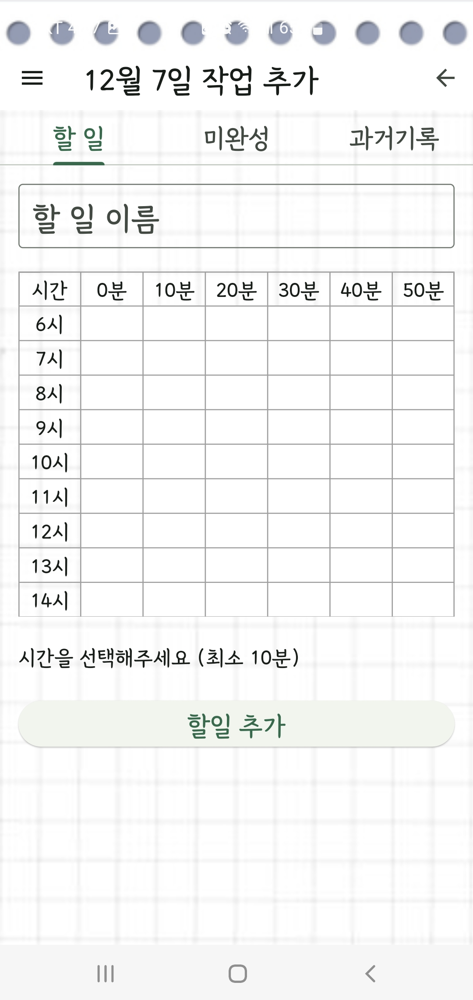 12월 7일 작업 추가
할 일 미완성 과거기록
할 일 이름
시간 0분 10분 20분 30분 40분 50분
6시
7시
8시
9시
10시
11시
12시
13시
14시
시간을 선택해주세요 (최소 10분)
할일 추가